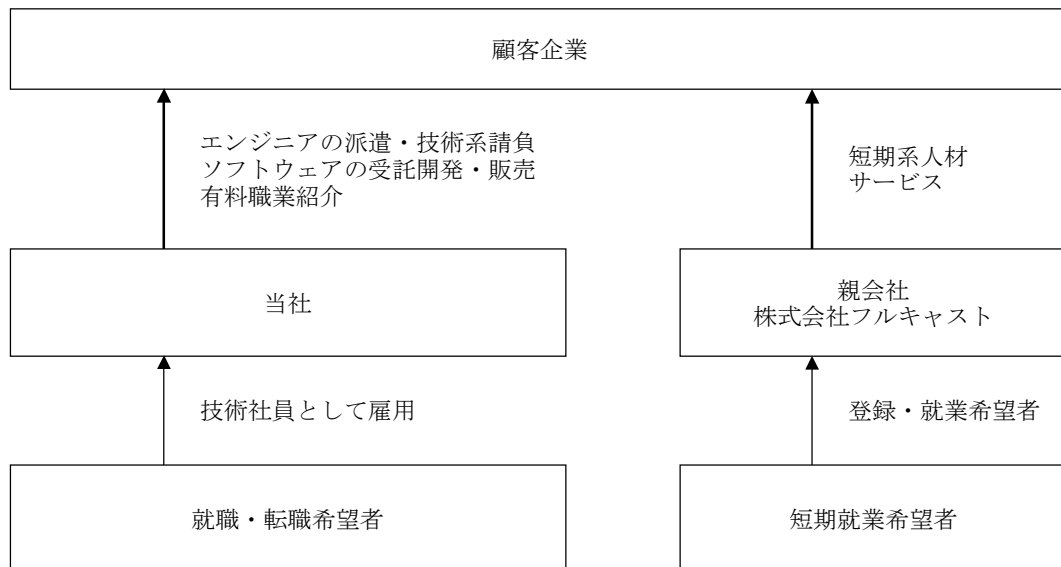 顧客企業
エンジニアの派遣・技術系請負
ソフトウェアの受託開発・販売
有料職業紹介
短期系人材
サービス
当社
親会社
株式会社フルキャスト
技術社員として雇用
登録・就業希望者
就職・転職希望者
短期就業希望者